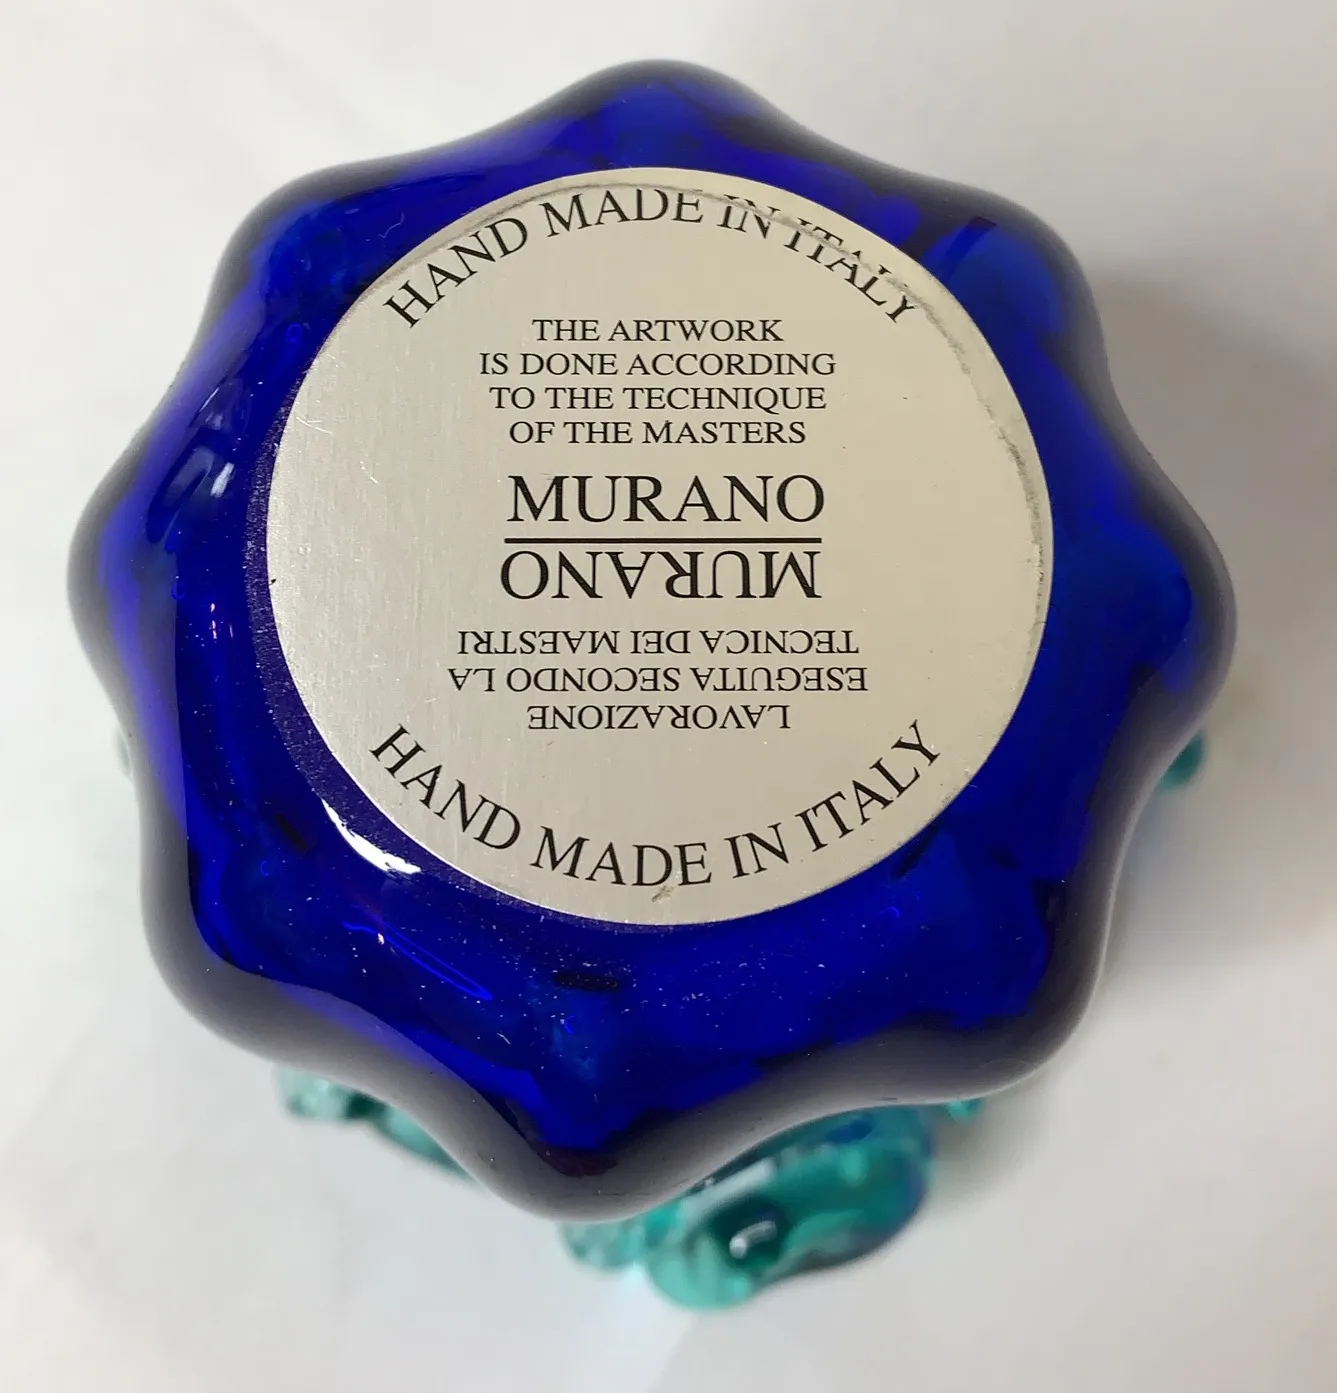 HAND MADE IN ITALY
THE ARTWORK
IS DONE ACCORDING
TO THE TECHNIQUE
OF THE MASTERS
MURANO
MURANO
LAVORAZIONE
ESEGUITA SECONDO LA
TECNICA DEI MAESTRI
HAND MADE IN ITALY